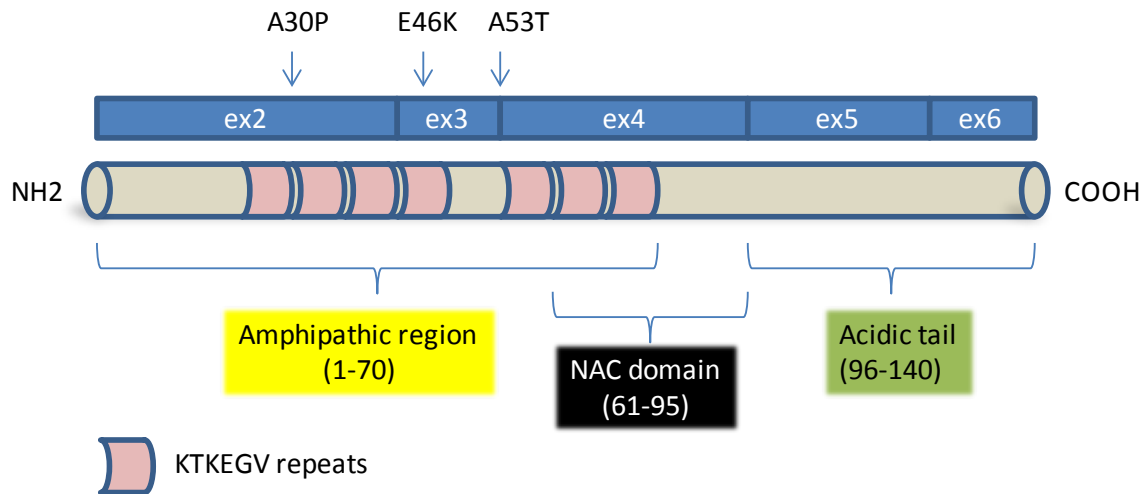 A30P E46K A53T
ex2 ex3 ex4 ex5 ex6
NH2 COOH
Amphipathic region
(1-70)
NAC domain
(61-95)
Acidic tail
(96-140)
KTKEGV repeats